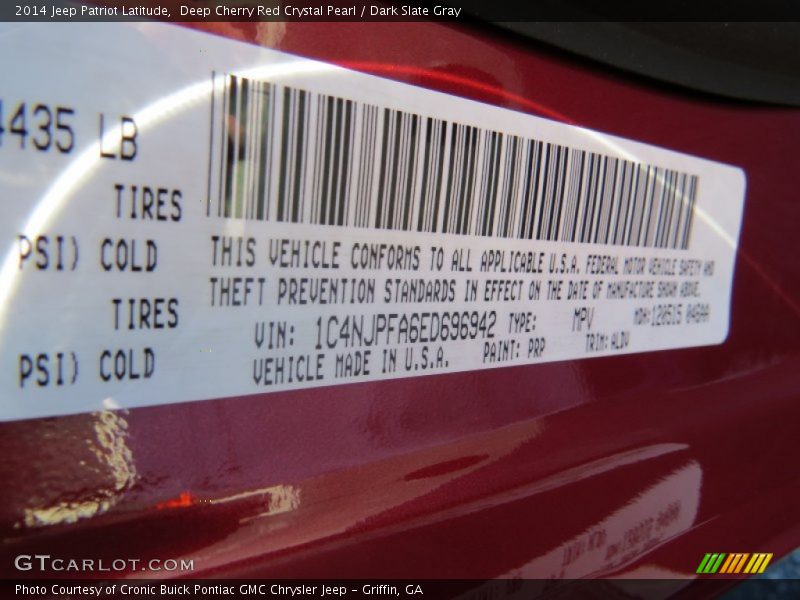 2014 Jeep Patriot Latitude,  Deep Cherry Red Crystal Pearl / Dark Slate Gray
4435 LB
TIRES
PSI) COLD
TIRES
PSI) COLD
THIS VEHICLE CONFORMS TO ALL APPLICABLE U.S.A. FEDERAL MOTOR VEHICLE SAFETY AND
THEFT PREVENTION STANDARDS IN EFFECT ON THE DATE OF MANUFACTURE SHOWN ABOVE.
VIN: 1C4NJPFA6ED696942 TYPE: MPV MDH:
VEHICLE MADE IN U.S.A. PAINT: PRP TRIM:
GTCARLOT.COM
Photo Courtesy of Cronic Buick Pontiac GMC Chrysler Jeep - Griffin, GA